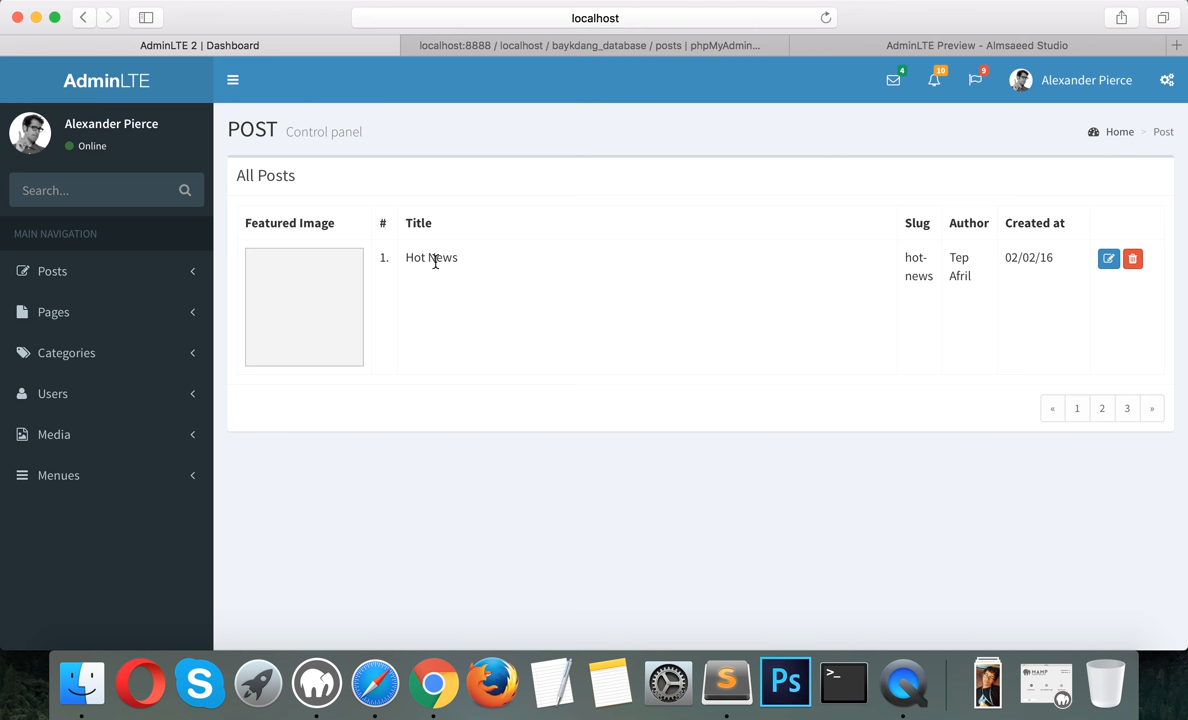 localhost
AdminLTE 2 | Dashboard
localhost:8888 / localhost / baykdang_database / posts | phpMyAdmin...
AdminLTE Preview - Almsaeed Studio
AdminLTE
4
10
9
Alexander Pierce
Alexander Pierce
Online
POST Control panel
Home > Post
Search...
All Posts
MAIN NAVIGATION
Featured Image # Title Slug Author Created at
1. Hot News hot-news Tep Afril 02/02/16
Posts
Pages
Categories
Users
Media
Menues
« 1 2 3 »
S
S
Ps
>_
MAMP